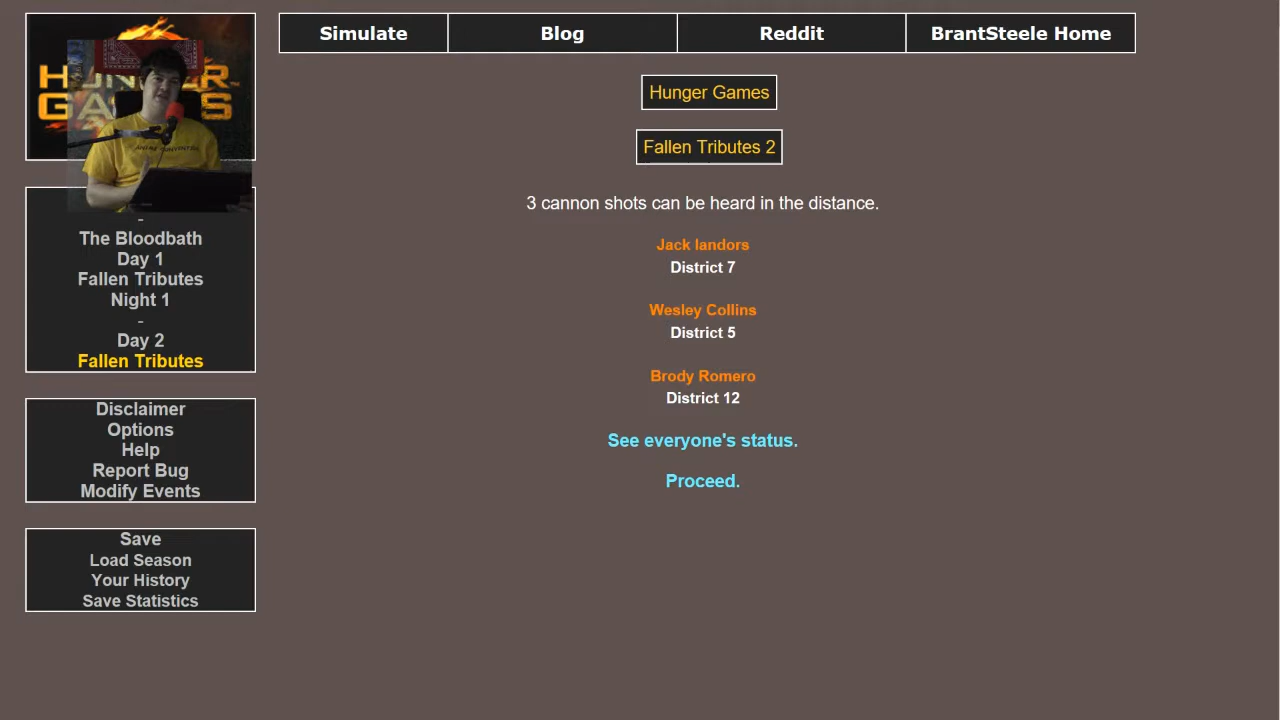 Simulate
Blog
Reddit
BrantSteele Home
HUNGER
GAMES
Hunger Games
Fallen Tributes 2
3 cannon shots can be heard in the distance.
Jack landors
District 7
Wesley Collins
District 5
Brody Romero
District 12
See everyone's status.
Proceed.
-
The Bloodbath
Day 1
Fallen Tributes
Night 1
-
Day 2
Fallen Tributes
Disclaimer
Options
Help
Report Bug
Modify Events
Save
Load Season
Your History
Save Statistics